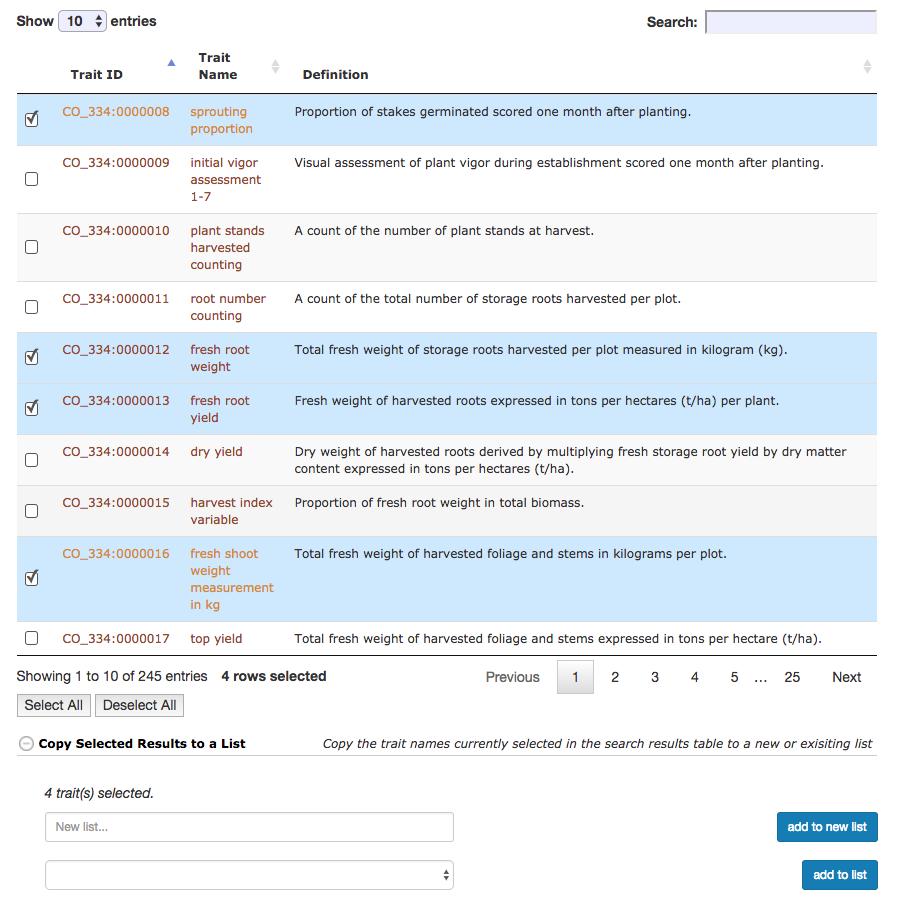 Show 10 entries Search:
Trait ID Trait Name Definition
CO_334:0000008 sprouting Proportion of stakes germinated scored one month after planting.
proportion
CO_334:0000009 initial vigor Visual assessment of plant vigor during establishment scored one month after planting.
assessment
1-7
CO_334:0000010 plant stands A count of the number of plant stands at harvest.
harvested
counting
CO_334:0000011 root number A count of the total number of storage roots harvested per plot.
counting
CO_334:0000012 fresh root Total fresh weight of storage roots harvested per plot measured in kilogram (kg).
weight
CO_334:0000013 fresh root Fresh weight of harvested roots expressed in tons per hectares (t/ha) per plant.
yield
CO_334:0000014 dry yield Dry weight of harvested roots derived by multiplying fresh storage root yield by dry matter
content expressed in tons per hectares (t/ha).
CO_334:0000015 harvest index Proportion of fresh root weight in total biomass.
variable
CO_334:0000016 fresh shoot Total fresh weight of harvested foliage and stems in kilograms per plot.
weight
measurement
in kg
CO_334:0000017 top yield Total fresh weight of harvested foliage and stems expressed in tons per hectare (t/ha).
Showing 1 to 10 of 245 entries 4 rows selected Previous 1 2 3 4 5 ... 25 Next
Select All Deselect All
Copy Selected Results to a List Copy the trait names currently selected in the search results table to a new or exisiting list
4 trait(s) selected.
New list... add to new list
add to list